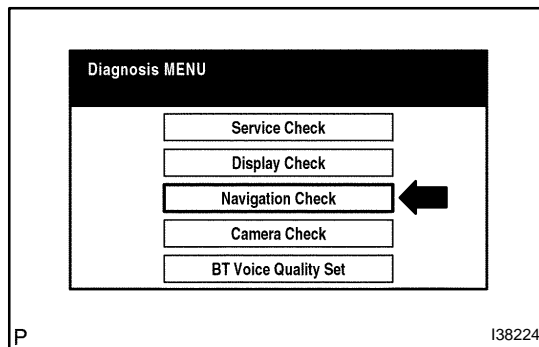 Diagnosis MENU
Service Check
Display Check
Navigation Check
Camera Check
BT Voice Quality Set
P
I38224